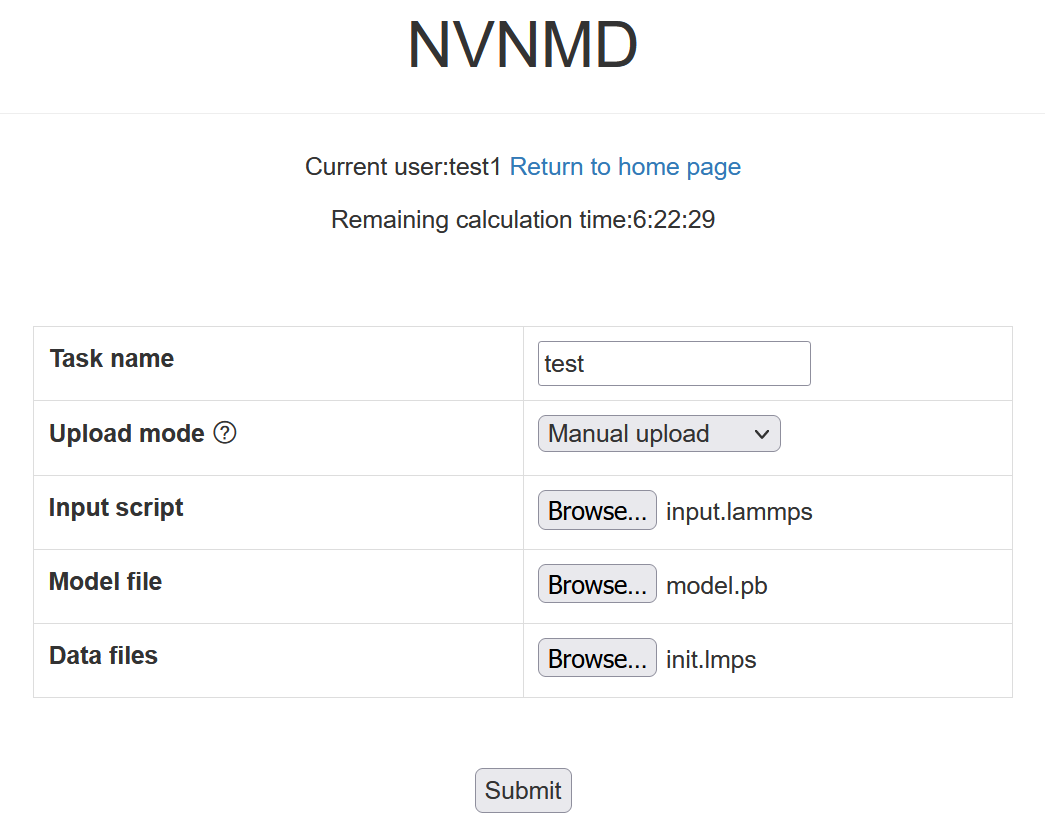 NVNMD
Current user:test1 Return to home page
Remaining calculation time:6:22:29
Task name
test
Upload mode ?
Manual upload
Input script
Browse... input.lammps
Model file
Browse... model.pb
Data files
Browse... init.lmps
Submit